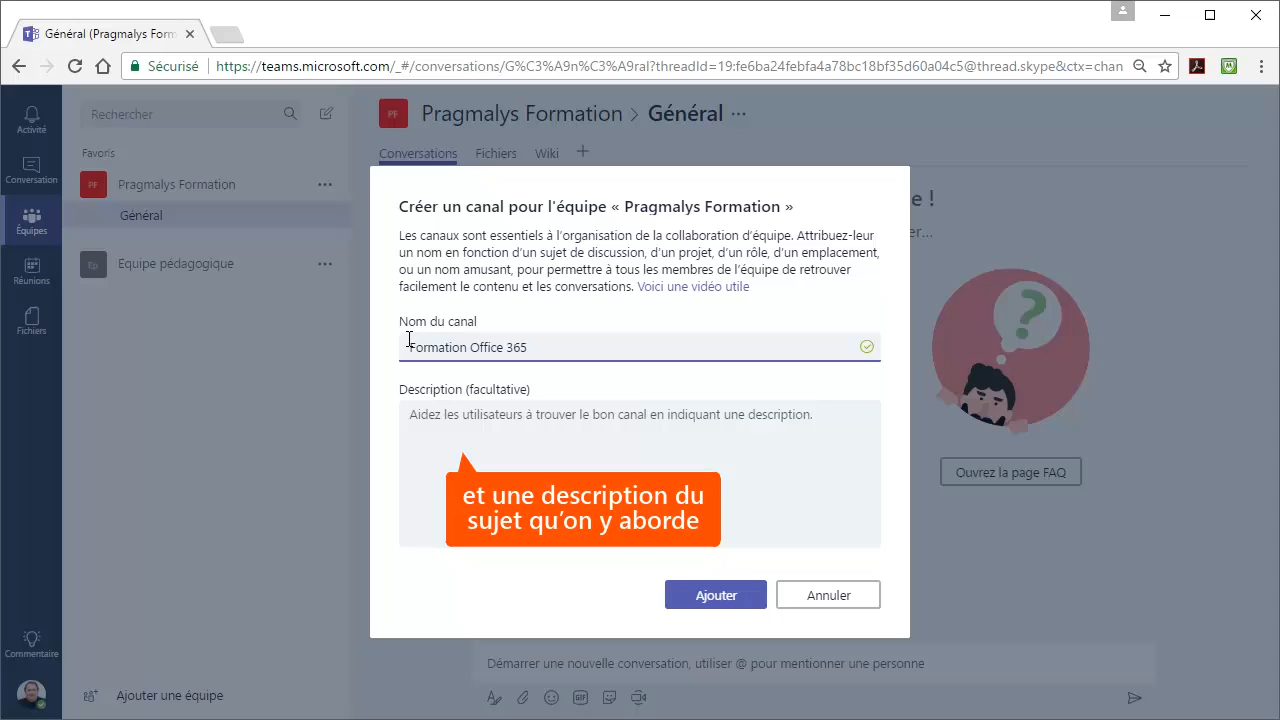 Général (Pragmalys Form
Sécurisé
https://teams.microsoft.com/_#/conversations/G%C3%A9n%C3%A9ral?threadId=19:fe6ba24febfa4a78bc18bf35d60a04c5@thread.skype&ctx=chan
Activité
Conversation
Équipes
Réunions
Fichiers
Commentaire
Rechercher
Favoris
PF Pragmalys Formation ···
Général
Ep Equipe pédagogique ···
Ajouter une équipe
PF Pragmalys Formation > Général ···
Conversations Fichiers Wiki +
e !
er...
Créer un canal pour l'équipe « Pragmalys Formation »
Les canaux sont essentiels à l'organisation de la collaboration d'équipe. Attribuez-leur
un nom en fonction d'un sujet de discussion, d'un projet, d'un rôle, d'un emplacement,
ou un nom amusant, pour permettre à tous les membres de l'équipe de retrouver
facilement le contenu et les conversations. Voici une vidéo utile
Nom du canal
Formation Office 365
Description (facultative)
Aidez les utilisateurs à trouver le bon canal en indiquant une description.
et une description du
sujet qu'on y aborde
Ajouter
Annuler
?
Ouvrez la page FAQ
Démarrer une nouvelle conversation, utiliser @ pour mentionner une personne
GIF